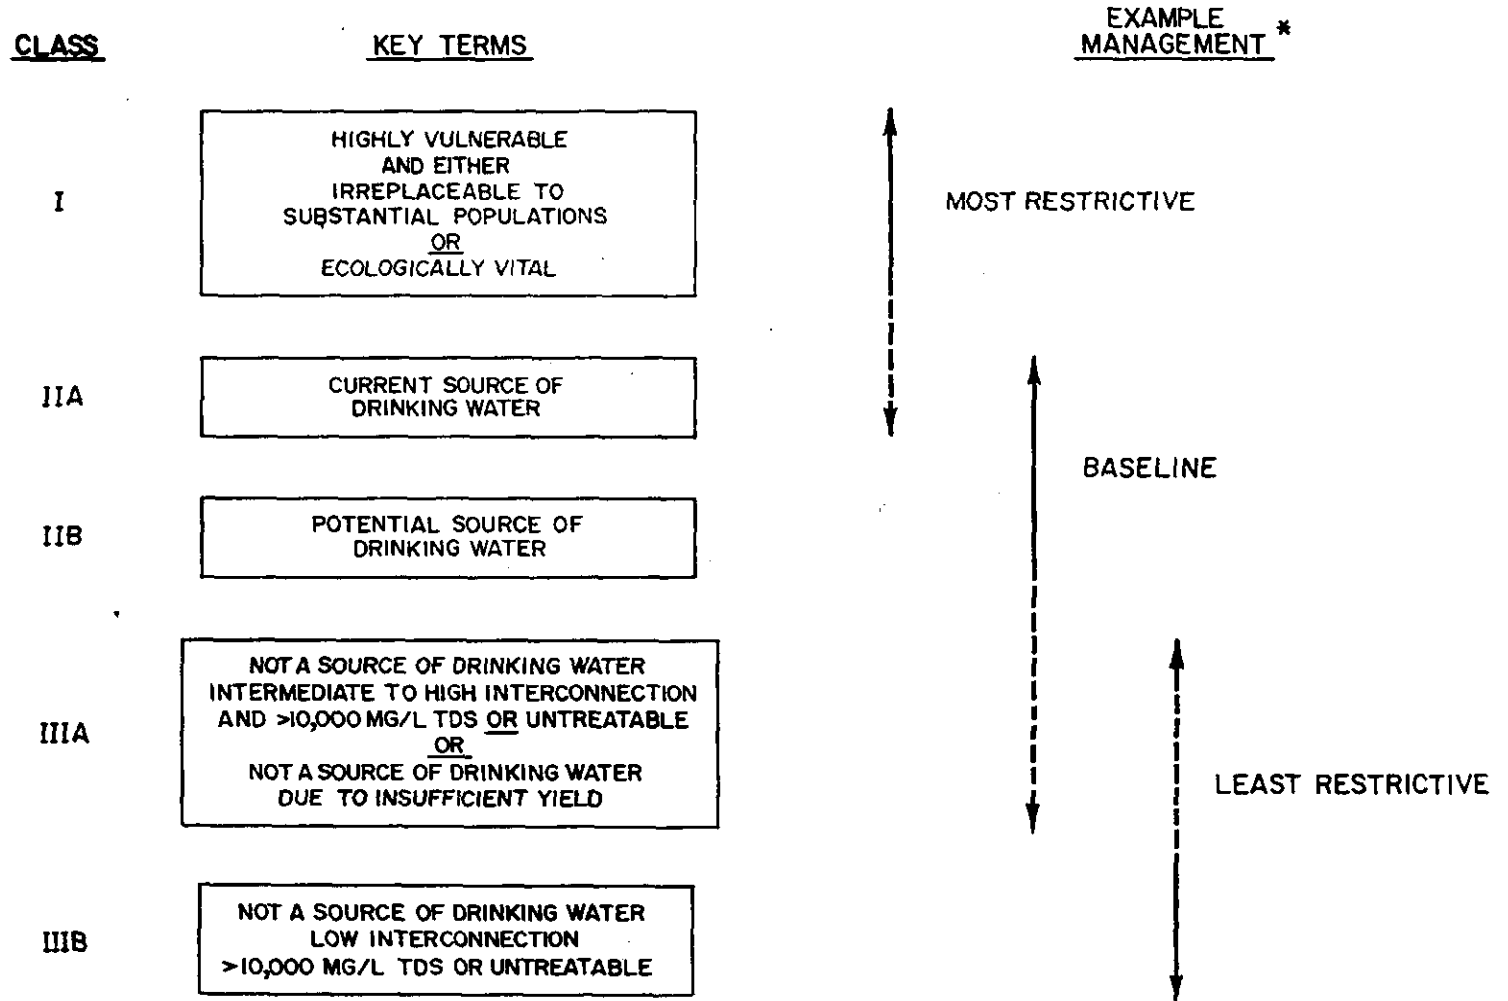 CLASS
KEY TERMS
EXAMPLE
MANAGEMENT *
I
HIGHLY VULNERABLE
AND EITHER
IRREPLACEABLE TO
SUBSTANTIAL POPULATIONS
OR
ECOLOGICALLY VITAL
MOST RESTRICTIVE
IIA
CURRENT SOURCE OF
DRINKING WATER
BASELINE
IIB
POTENTIAL SOURCE OF
DRINKING WATER
IIIA
NOT A SOURCE OF DRINKING WATER
INTERMEDIATE TO HIGH INTERCONNECTION
AND >10,000 MG/L TDS OR UNTREATABLE
OR
NOT A SOURCE OF DRINKING WATER
DUE TO INSUFFICIENT YIELD
LEAST RESTRICTIVE
IIIB
NOT A SOURCE OF DRINKING WATER
LOW INTERCONNECTION
>10,000 MG/L TDS OR UNTREATABLE